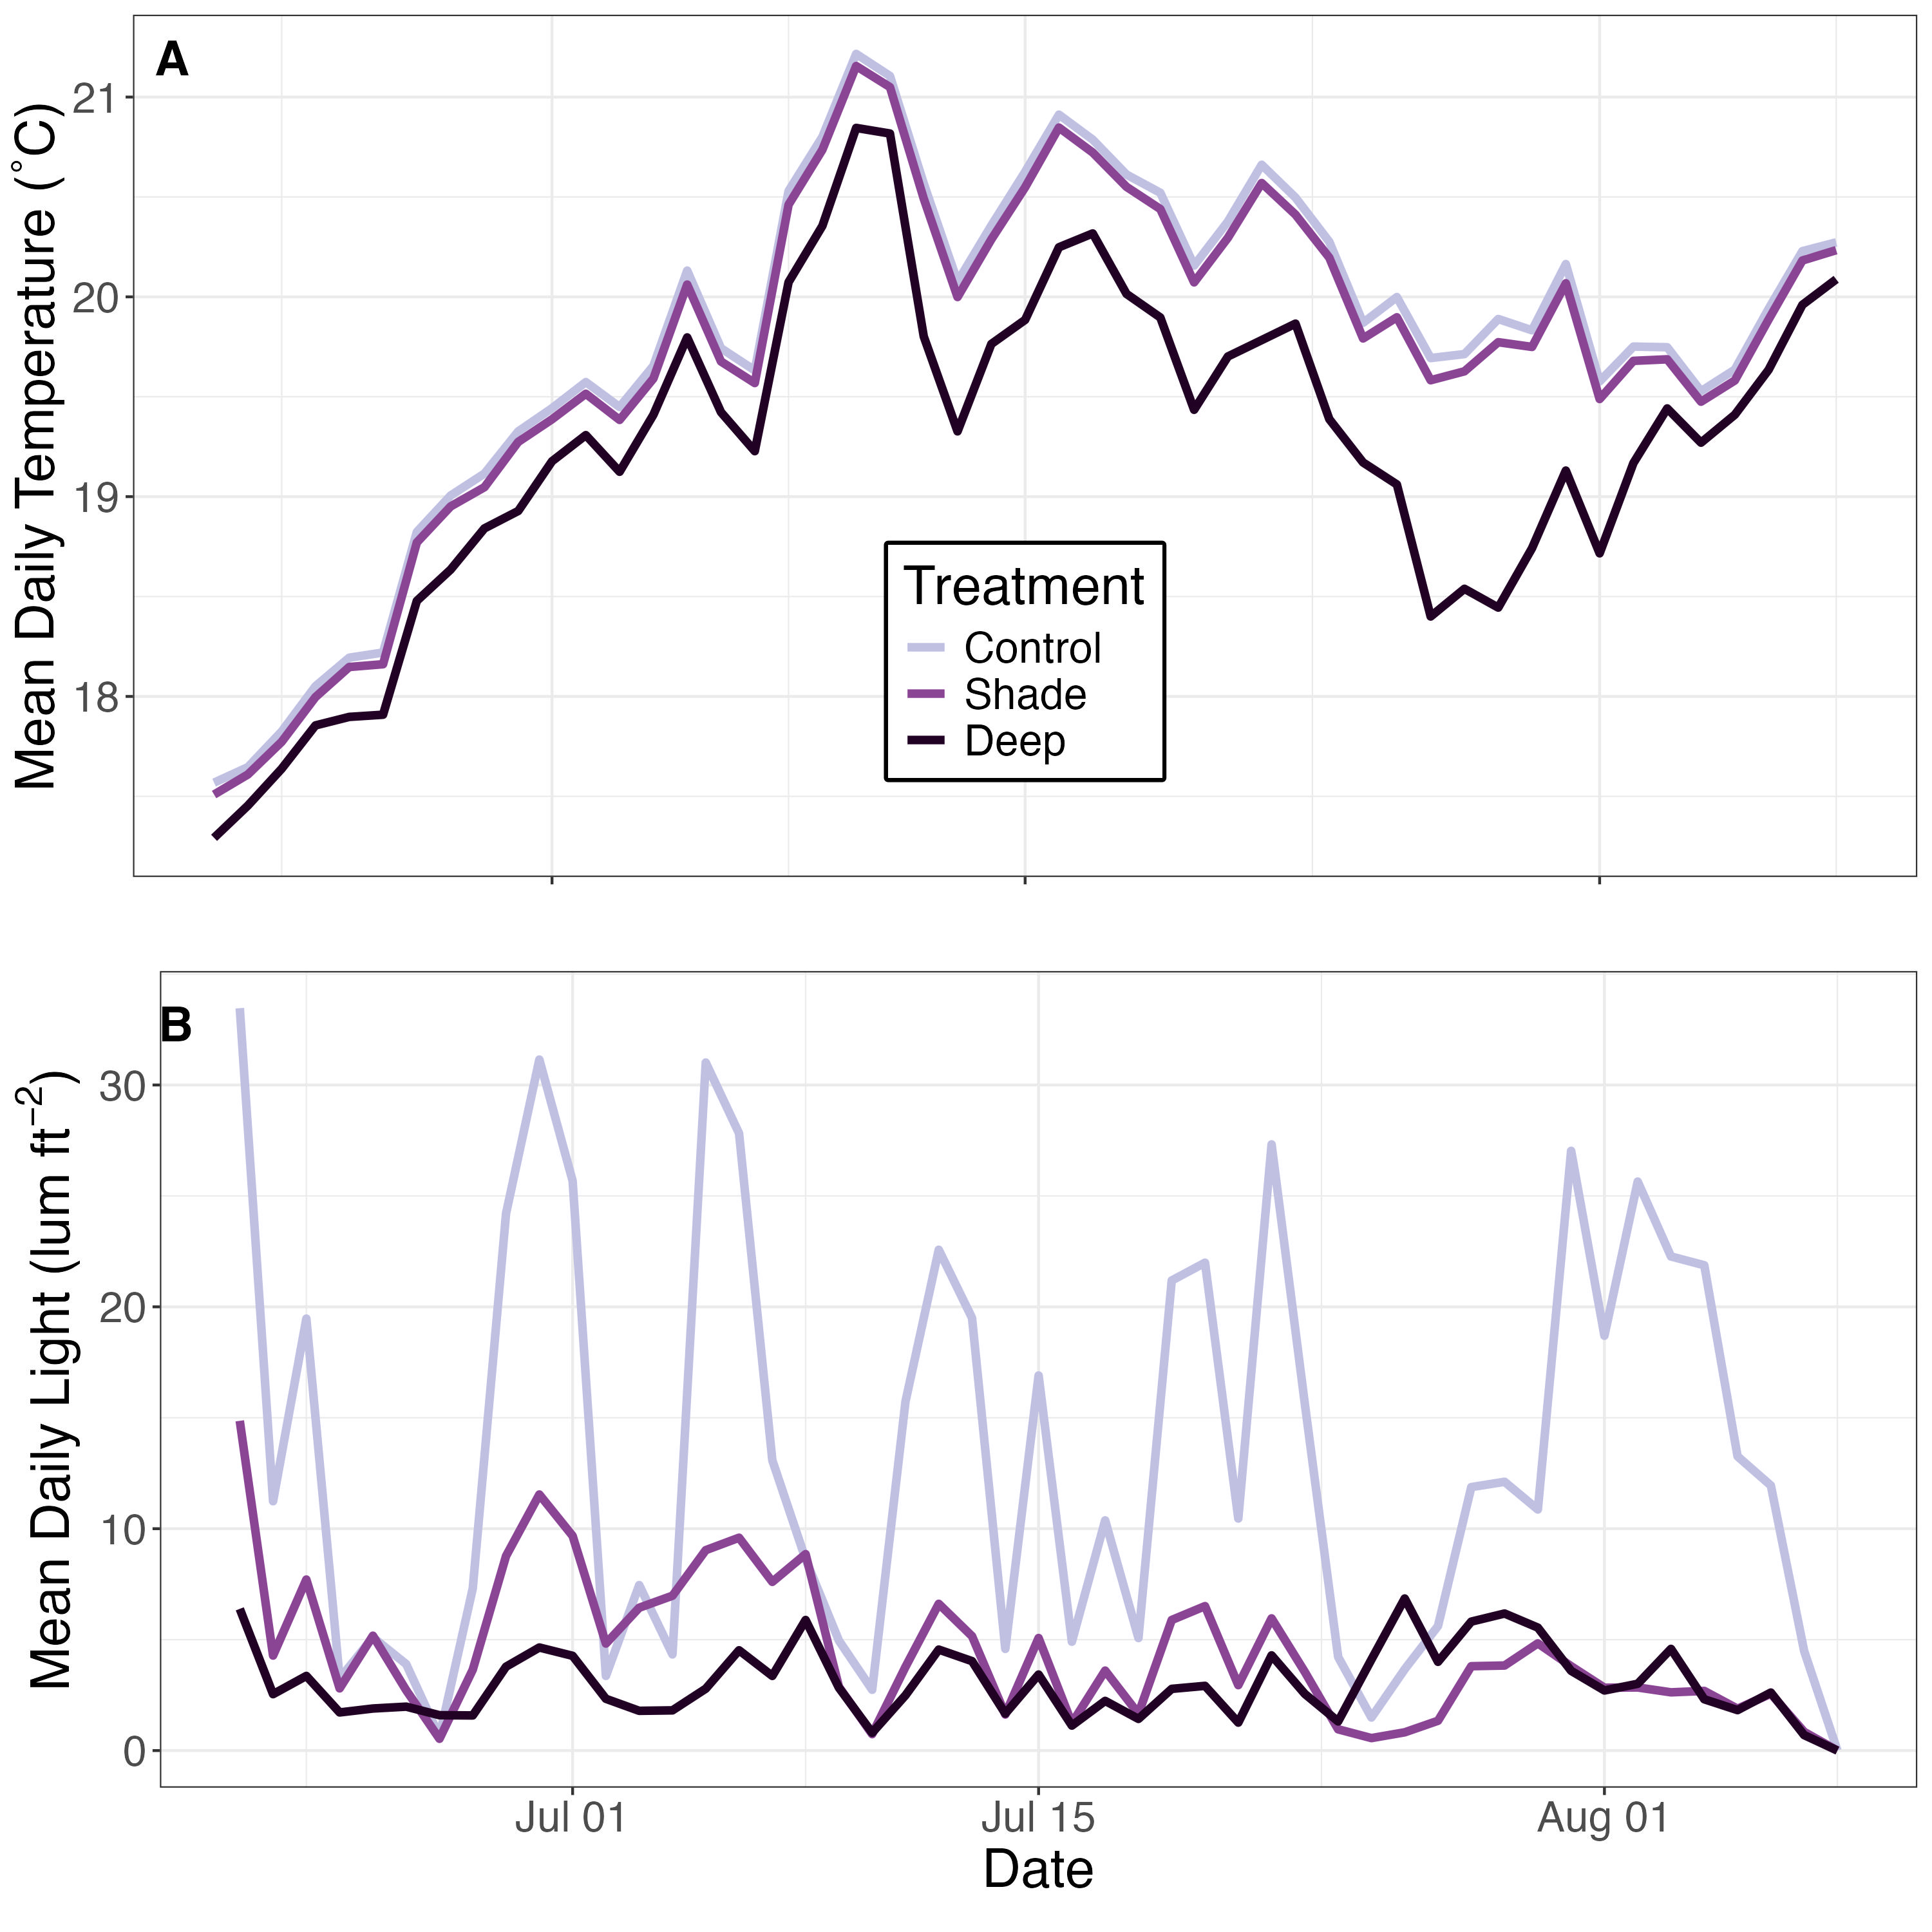 A
Mean Daily Temperature (°C)
21
20
19
18
Treatment
Control
Shade
Deep
B
Mean Daily Light (lum ft⁻²)
30
20
10
0
Jul 01
Jul 15
Aug 01
Date